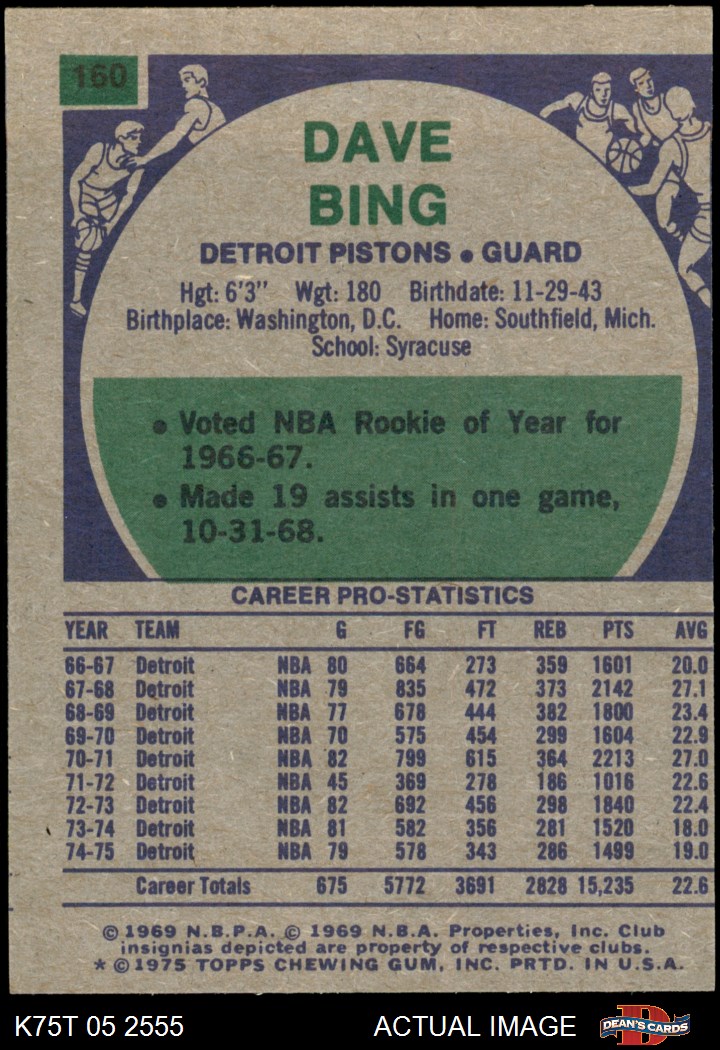 160
DAVE
BING
DETROIT PISTONS • GUARD
Hgt: 6'3" Wgt: 180 Birthdate: 11-29-43
Birthplace: Washington, D.C. Home: Southfield, Mich.
School: Syracuse
• Voted NBA Rookie of Year for
1966-67.
• Made 19 assists in one game,
10-31-68.
CAREER PRO-STATISTICS
YEAR TEAM G FG FT REB PTS AVG
66-67 Detroit NBA 80 664 273 359 1601 20.0
67-68 Detroit NBA 79 835 472 373 2142 27.1
68-69 Detroit NBA 77 678 444 382 1800 23.4
69-70 Detroit NBA 70 575 454 299 1604 22.9
70-71 Detroit NBA 82 799 615 364 2213 27.0
71-72 Detroit NBA 45 369 278 186 1016 22.6
72-73 Detroit NBA 82 692 456 298 1840 22.4
73-74 Detroit NBA 81 582 356 281 1520 18.0
74-75 Detroit NBA 79 578 343 286 1499 19.0
Career Totals 675 5772 3691 2828 15,235 22.6
© 1969 N.B.P.A. © 1969 N.B.A. Properties, Inc. Club
insignias depicted are property of respective clubs.
* © 1975 TOPPS CHEWING GUM, INC. PRTD. IN U.S.A.
K75T 05 2555 ACTUAL IMAGE D DEAN'S CARDS